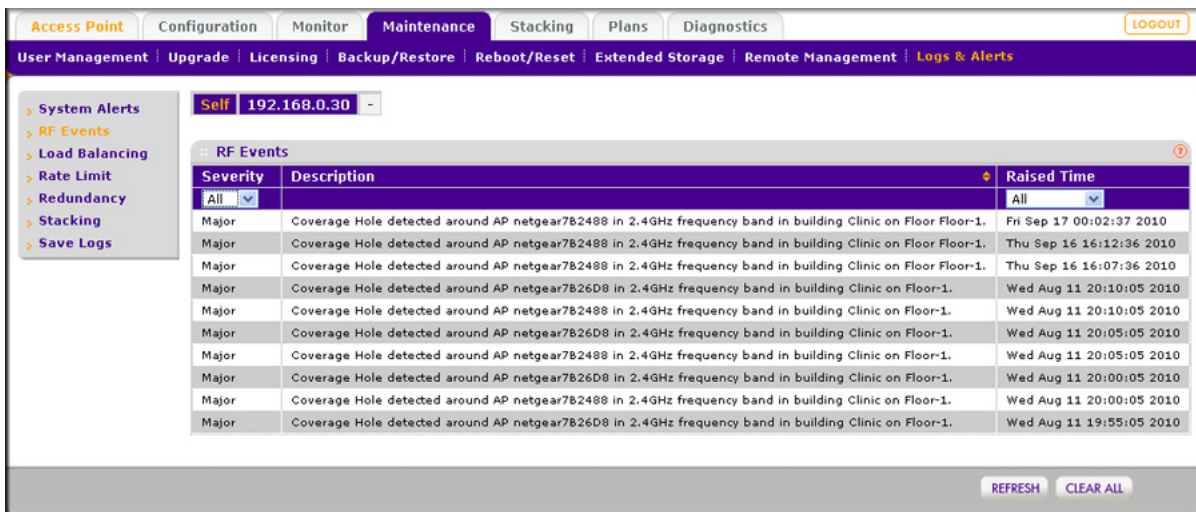 Access Point Configuration Monitor Maintenance Stacking Plans Diagnostics LOGOUT
User Management Upgrade Licensing Backup/Restore Reboot/Reset Extended Storage Remote Management Logs & Alerts
System Alerts
RF Events
Load Balancing
Rate Limit
Redundancy
Stacking
Save Logs
Self 192.168.0.30 -
RF Events ?
Severity Description Raised Time
All All
Major Coverage Hole detected around AP netgear7B2488 in 2.4GHz frequency band in building Clinic on Floor Floor-1. Fri Sep 17 00:02:37 2010
Major Coverage Hole detected around AP netgear7B2488 in 2.4GHz frequency band in building Clinic on Floor Floor-1. Thu Sep 16 16:12:36 2010
Major Coverage Hole detected around AP netgear7B2488 in 2.4GHz frequency band in building Clinic on Floor Floor-1. Thu Sep 16 16:07:36 2010
Major Coverage Hole detected around AP netgear7B26D8 in 2.4GHz frequency band in building Clinic on Floor-1. Wed Aug 11 20:10:05 2010
Major Coverage Hole detected around AP netgear7B2488 in 2.4GHz frequency band in building Clinic on Floor-1. Wed Aug 11 20:10:05 2010
Major Coverage Hole detected around AP netgear7B26D8 in 2.4GHz frequency band in building Clinic on Floor-1. Wed Aug 11 20:05:05 2010
Major Coverage Hole detected around AP netgear7B2488 in 2.4GHz frequency band in building Clinic on Floor-1. Wed Aug 11 20:05:05 2010
Major Coverage Hole detected around AP netgear7B26D8 in 2.4GHz frequency band in building Clinic on Floor-1. Wed Aug 11 20:00:05 2010
Major Coverage Hole detected around AP netgear7B2488 in 2.4GHz frequency band in building Clinic on Floor-1. Wed Aug 11 20:00:05 2010
Major Coverage Hole detected around AP netgear7B26D8 in 2.4GHz frequency band in building Clinic on Floor-1. Wed Aug 11 19:55:05 2010
REFRESH CLEAR ALL